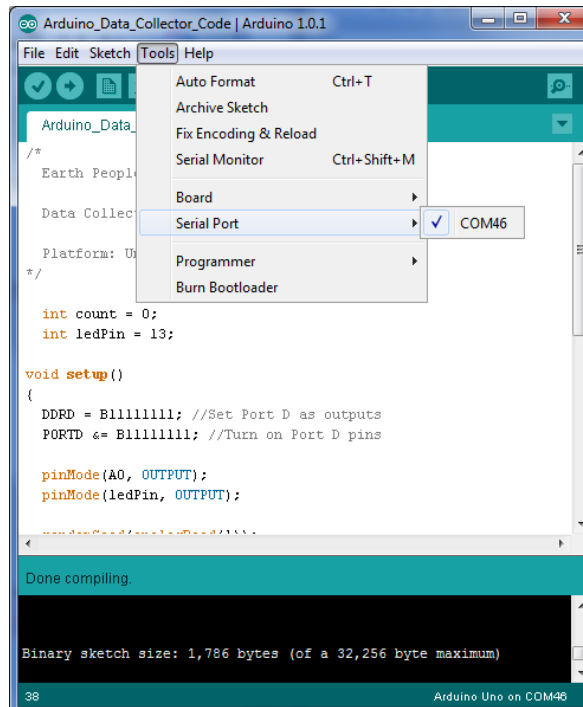 Arduino_Data_Collector_Code | Arduino 1.0.1
File Edit Sketch Tools Help
Auto Format Ctrl+T
Archive Sketch
Fix Encoding & Reload
Serial Monitor Ctrl+Shift+M
Board
Serial Port
COM46
Programmer
Burn Bootloader
Arduino_Data_
/*
Earth People
Data Collec
Platform: Un
*/
int count = 0;
int ledPin = 13;
void setup()
{
DDRD = B11111111; //Set Port D as outputs
PORTD &= B11111111; //Turn on Port D pins
pinMode(A0, OUTPUT);
pinMode(ledPin, OUTPUT);
Done compiling.
Binary sketch size: 1,786 bytes (of a 32,256 byte maximum)
38
Arduino Uno on COM46